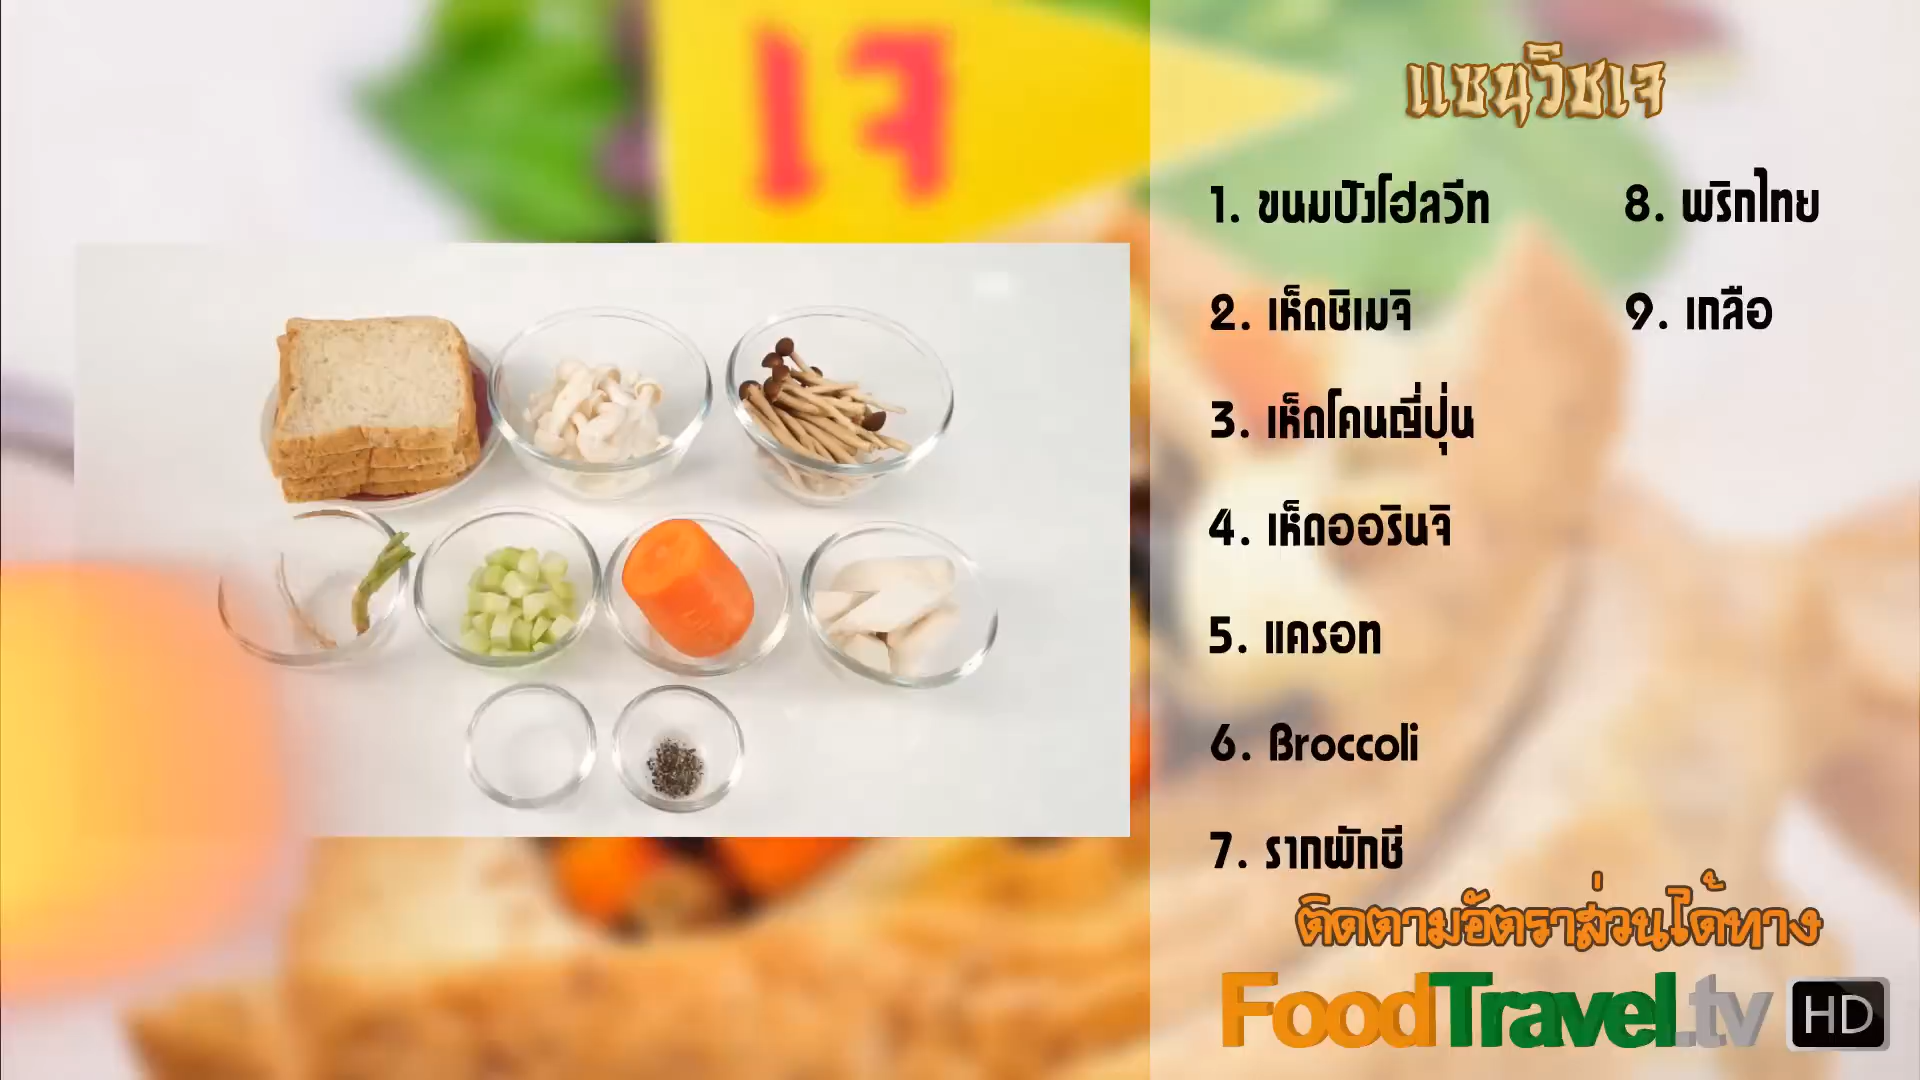 เจ
แซนวิชเจ
1. ขนมปังโฮลวีท
2. เห็ดชิเมจิ
3. เห็ดโคนญี่ปุ่น
4. เห็ดออรินจิ
5. แครอท
6. Broccoli
7. รากผักชี
8. พริกไทย
9. เกลือ
ติดตามอัตราส่วนได้ทาง
FoodTravel.tv HD